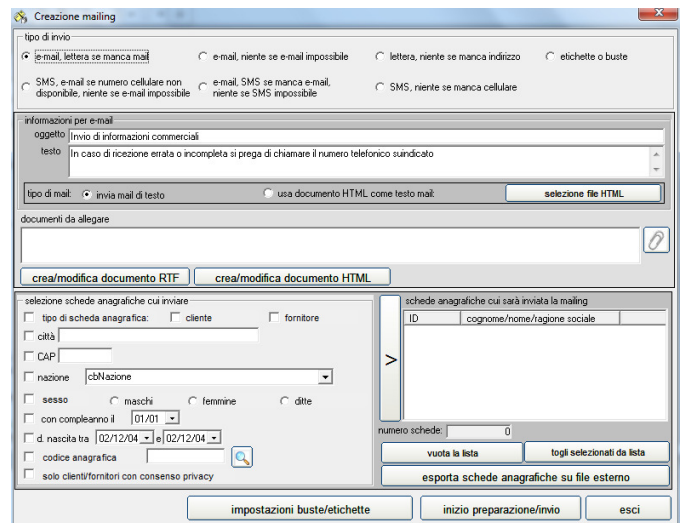 Creazione mailing
tipo di invio
e-mail, lettera se manca mail
e-mail, niente se e-mail impossibile
lettera, niente se manca indirizzo
etichette o buste
SMS, e-mail se numero cellulare non
disponibile, niente se e-mail impossibile
e-mail, SMS se manca e-mail,
niente se SMS impossibile
SMS, niente se manca cellulare
informazioni per e-mail
oggetto Invio di informazioni commerciali
testo In caso di ricezione errata o incompleta si prega di chiamare il numero telefonico suindicato
tipo di mail: invia mail di testo usa documento HTML come testo mail: selezione file HTML
documenti da allegare
crea/modifica documento RTF crea/modifica documento HTML
selezione schede anagrafiche cui inviare
tipo di scheda anagrafica: cliente fornitore
città
CAP
nazione cbNazione
sesso maschi femmine ditte
con compleanno il 01/01
d. nascita tra 02/12/04 e 02/12/04
codice anagrafica
solo clienti/fornitori con consenso privacy
>
schede anagrafiche cui sarà inviata la mailing
ID cognome/nome/ragione sociale
numero schede: 0
vuota la lista togli selezionati da lista
esporta schede anagrafiche su file esterno
impostazioni buste/etichette inizio preparazione/invio esci